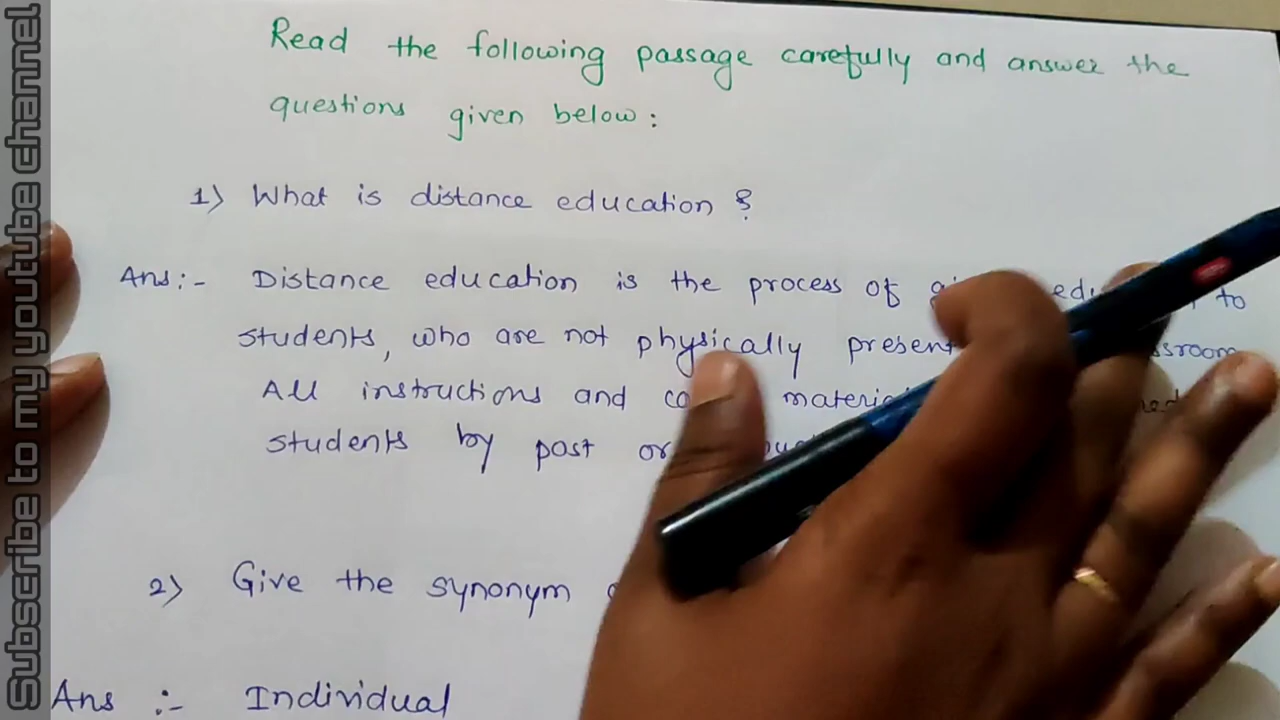 Subscribe to my youtube channel
Read the following passage carefully and answer the
questions given below:
1) What is distance education ?
Ans:- Distance education is the process of to
students, who are not physically present
All instructions and
students by post or
2) Give the synonym
Ans :- Individual